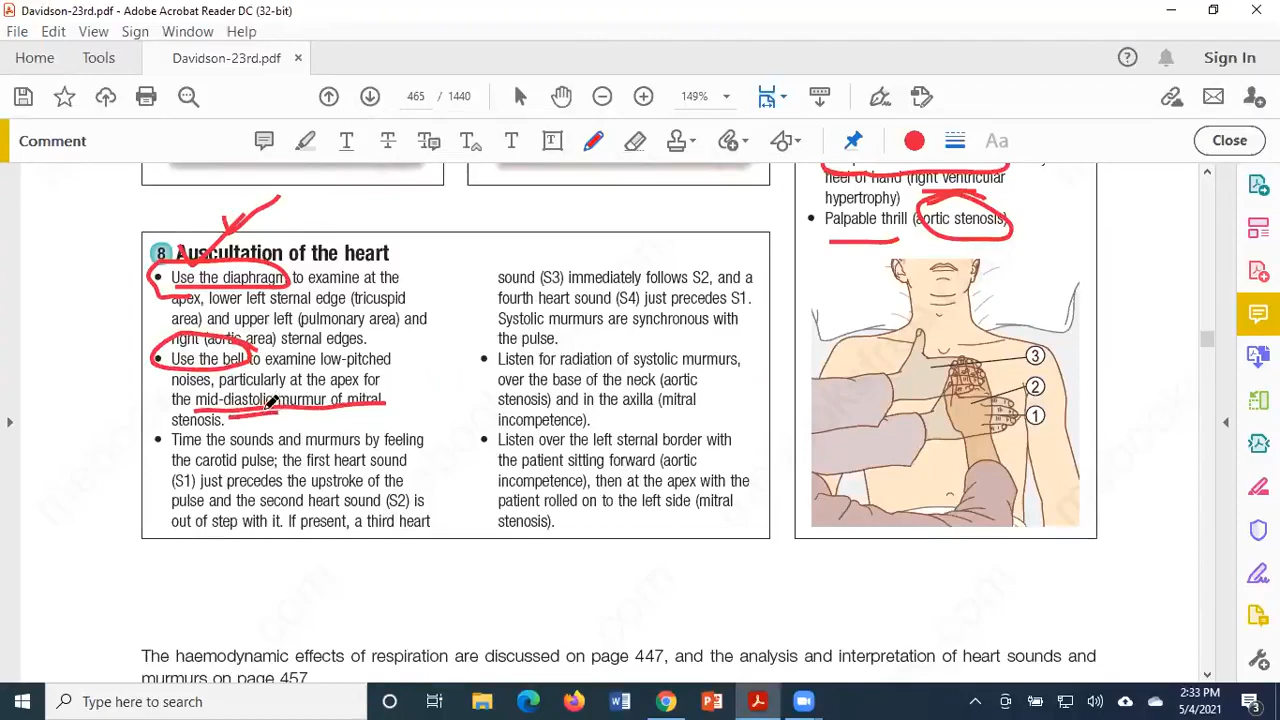 Davidson-23rd.pdf - Adobe Acrobat Reader DC (32-bit)
File Edit View Sign Window Help
Home Tools Davidson-23rd.pdf × Sign In
465 / 1440 149%
Comment Close
heel of hand (right ventricular
hypertrophy)
• Palpable thrill (aortic stenosis)
8 Auscultation of the heart
• Use the diaphragm to examine at the
apex, lower left sternal edge (tricuspid
area) and upper left (pulmonary area) and
right (aortic area) sternal edges.
• Use the bell to examine low-pitched
noises, particularly at the apex for
the mid-diastolic murmur of mitral
stenosis.
• Time the sounds and murmurs by feeling
the carotid pulse; the first heart sound
(S1) just precedes the upstroke of the
pulse and the second heart sound (S2) is
out of step with it. If present, a third heart
sound (S3) immediately follows S2, and a
fourth heart sound (S4) just precedes S1.
Systolic murmurs are synchronous with
the pulse.
• Listen for radiation of systolic murmurs,
over the base of the neck (aortic
stenosis) and in the axilla (mitral
incompetence).
• Listen over the left sternal border with
the patient sitting forward (aortic
incompetence), then at the apex with the
patient rolled on to the left side (mitral
stenosis).
3
2
1
The haemodynamic effects of respiration are discussed on page 447, and the analysis and interpretation of heart sounds and
murmurs on page 457.
Type here to search
2:33 PM
5/4/2021
3